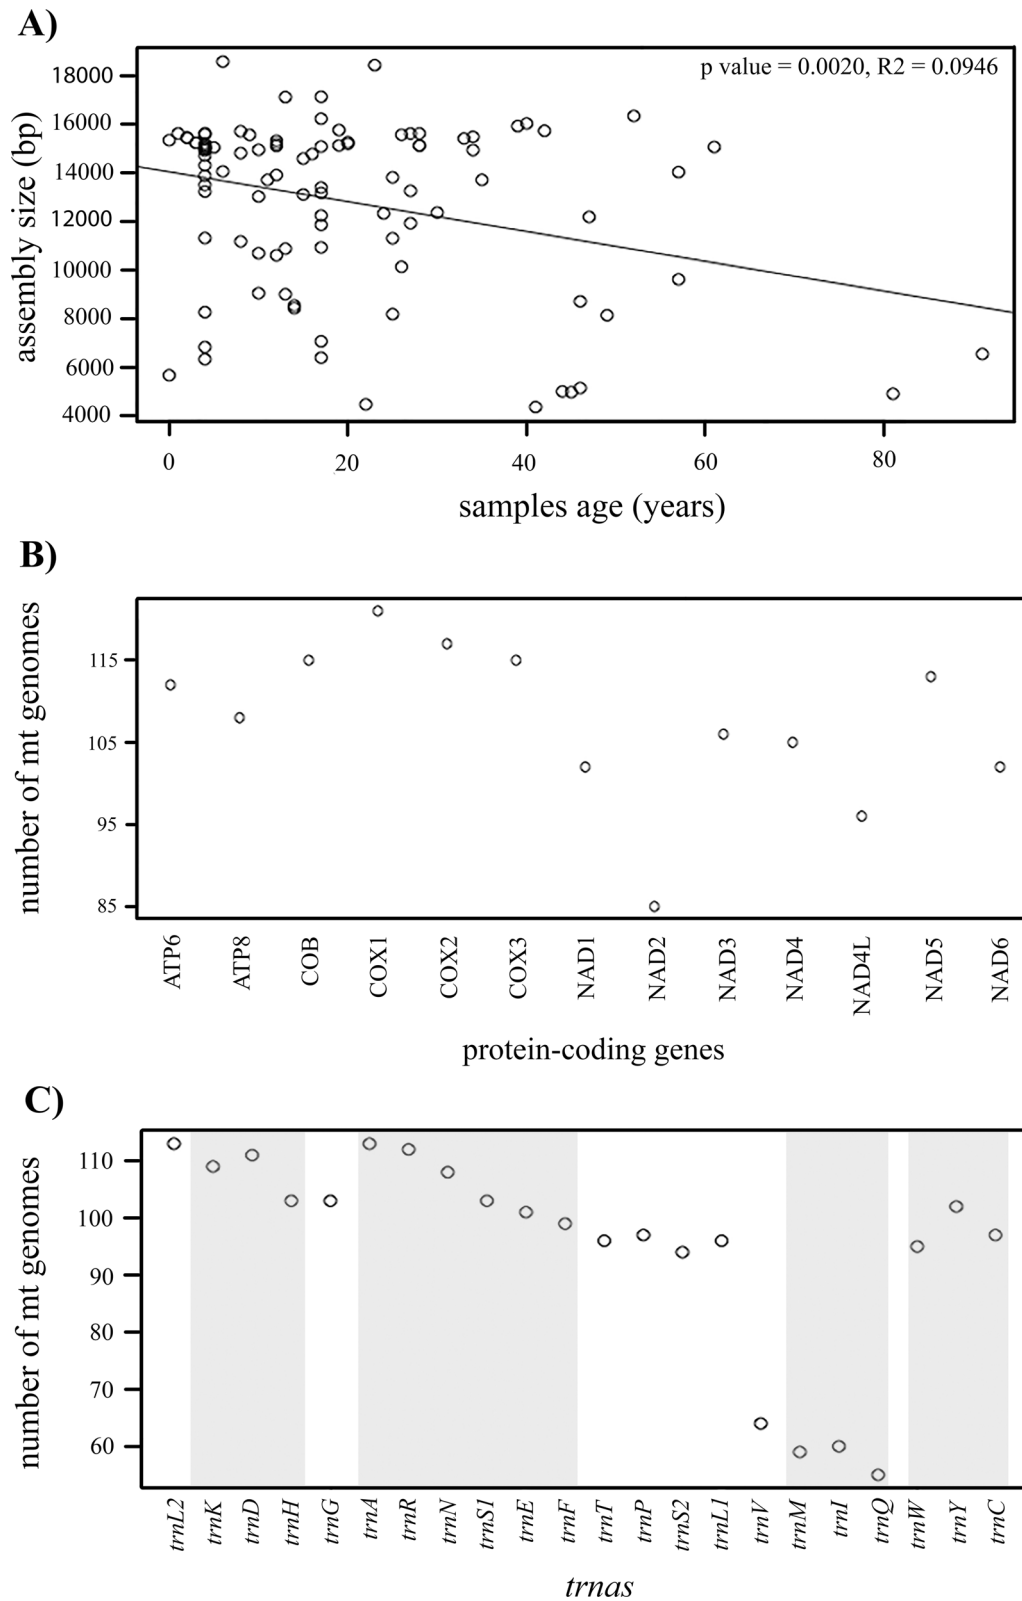 A)
p value = 0.0020, R2 = 0.0946
assembly size (bp)
18000
16000
14000
12000
10000
8000
6000
4000
0 20 40 60 80
samples age (years)
B)
number of mt genomes
115
105
95
85
ATP6 ATP8 COB COX1 COX2 COX3 NAD1 NAD2 NAD3 NAD4 NAD4L NAD5 NAD6
protein-coding genes
C)
number of mt genomes
110
100
90
80
70
60
trnL2 trnK trnD trnH trnG trnA trnR trnN trnS1 trnE trnF trnT trnP trnS2 trnL1 trnV trnM trnI trnQ trnW trnY trnC
trnas